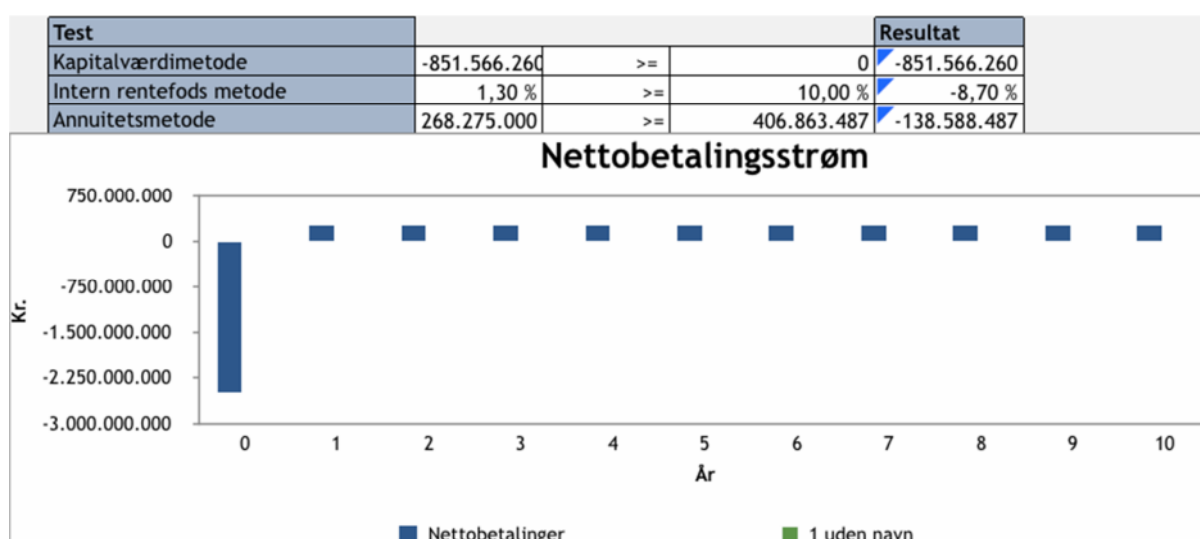 Test Resultat
Kapitalværdimetode -851.566.260 >= 0 -851.566.260
Intern rentefods metode 1,30 % >= 10,00 % -8,70 %
Annuitetsmetode 268.275.000 >= 406.863.487 -138.588.487
Nettobetalingsstrøm
750.000.000
0
-750.000.000
-1.500.000.000
-2.250.000.000
-3.000.000.000
Kr.
0 1 2 3 4 5 6 7 8 9 10
År
Nettobetalinger 1 uden navn